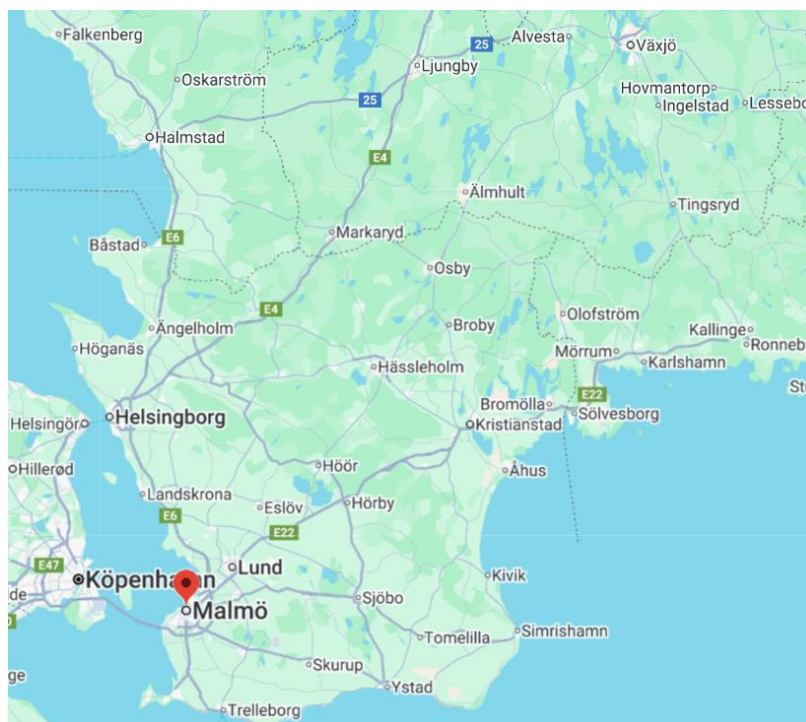 Falkenberg
Alvesta
Växjö
25
Ljungby
Oskarström
Hovmantorp
Ingelstad
Lessebo
25
Halmstad
E4
Älmhult
Tingsryd
Markaryd
Båstad
E6
Osby
E4
Olofström
Ängelholm
Broby
Kallinge
Ronneby
Höganäs
Mörrum
Karlshamn
Hässleholm
E22
Bromölla
Helsingborg
Sölvesborg
Helsingör
Kristianstad
Hillerød
Höör
Åhus
Landskrona
Eslöv
Hörby
E6
E22
E47
Lund
Köpenhamn
Kivik
de
Sjöbo
Malmö
Simrishamn
Tomelilla
Skurup
ge
Ystad
Trelleborg